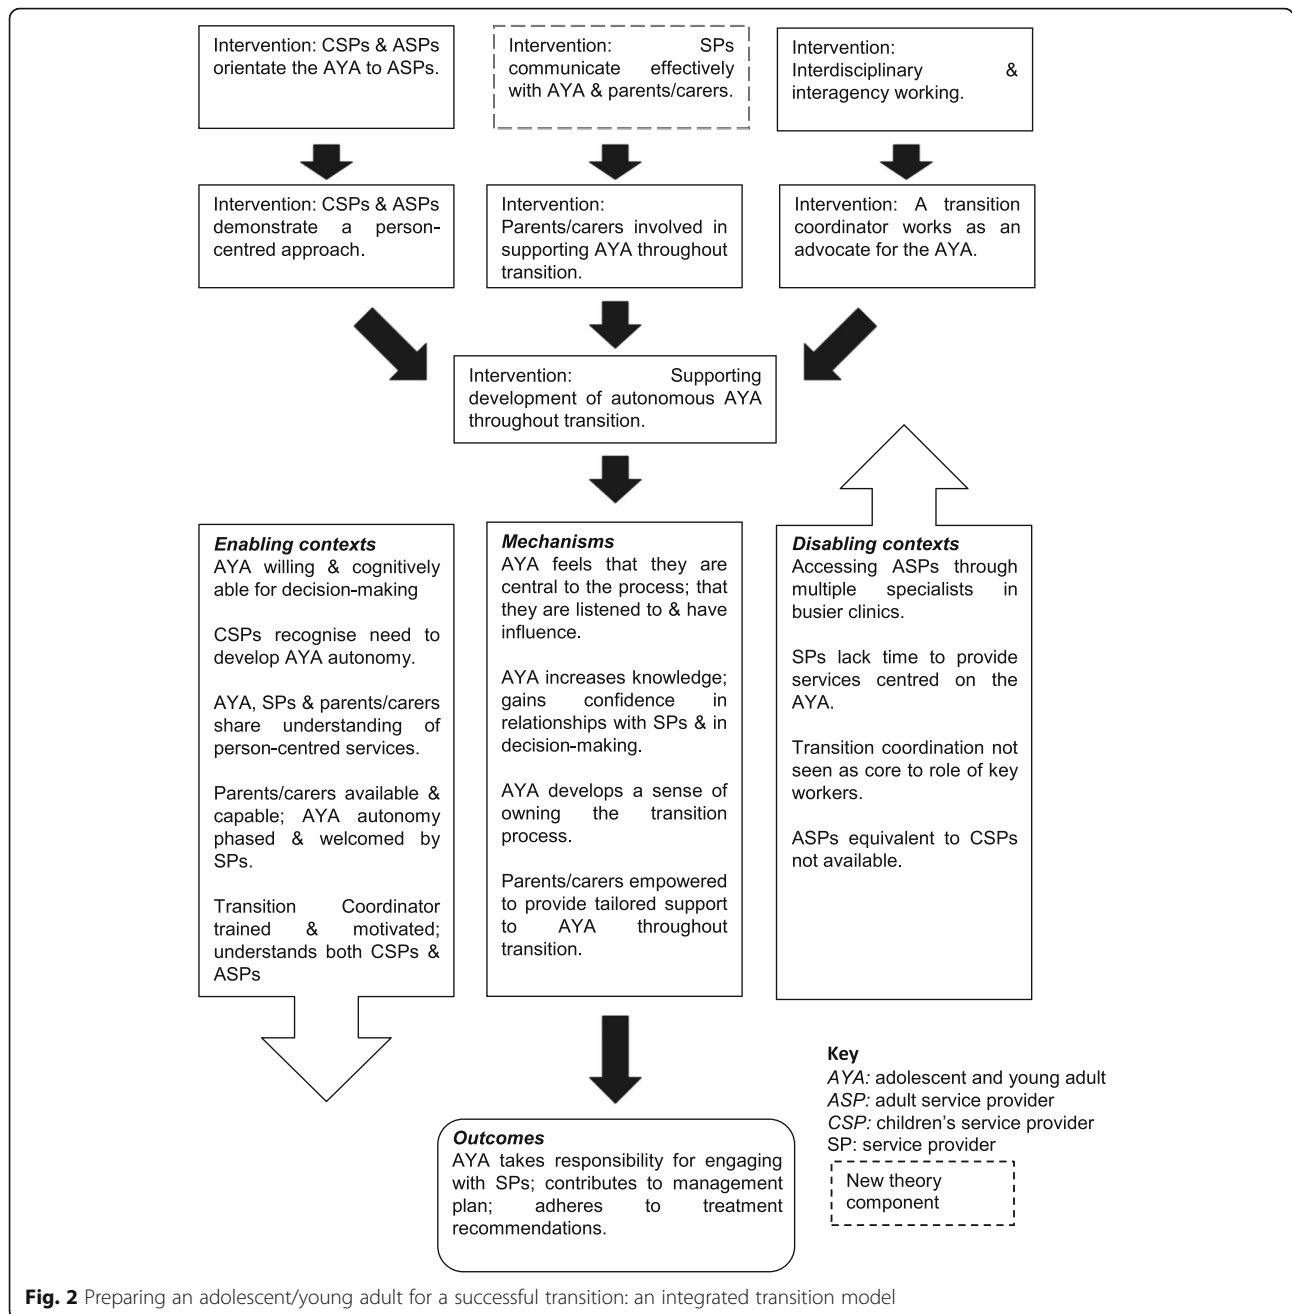 Intervention: CSPs & ASPs
orientate the AYA to ASPs.
Intervention: SPs
communicate effectively
with AYA & parents/carers.
Intervention:
Interdisciplinary &
interagency working.
Intervention: CSPs & ASPs
demonstrate a person-
centred approach.
Intervention:
Parents/carers involved in
supporting AYA throughout
transition.
Intervention: A transition
coordinator works as an
advocate for the AYA.
Intervention: Supporting
development of autonomous AYA
throughout transition.
Enabling contexts
AYA willing & cognitively
able for decision-making
CSPs recognise need to
develop AYA autonomy.
AYA, SPs & parents/carers
share understanding of
person-centred services.
Parents/carers available &
capable; AYA autonomy
phased & welcomed by
SPs.
Transition Coordinator
trained & motivated;
understands both CSPs &
ASPs
Mechanisms
AYA feels that they are
central to the process; that
they are listened to & have
influence.
AYA increases knowledge;
gains confidence in
relationships with SPs & in
decision-making.
AYA develops a sense of
owning the transition
process.
Parents/carers empowered
to provide tailored support
to AYA throughout
transition.
Disabling contexts
Accessing ASPs through
multiple specialists in
busier clinics.
SPs lack time to provide
services centred on the
AYA.
Transition coordination not
seen as core to role of key
workers.
ASPs equivalent to CSPs
not available.
Key
AYA: adolescent and young adult
ASP: adult service provider
CSP: children's service provider
SP: service provider
New theory
component
Outcomes
AYA takes responsibility for engaging
with SPs; contributes to management
plan; adheres to treatment
recommendations.
Fig. 2 Preparing an adolescent/young adult for a successful transition: an integrated transition model